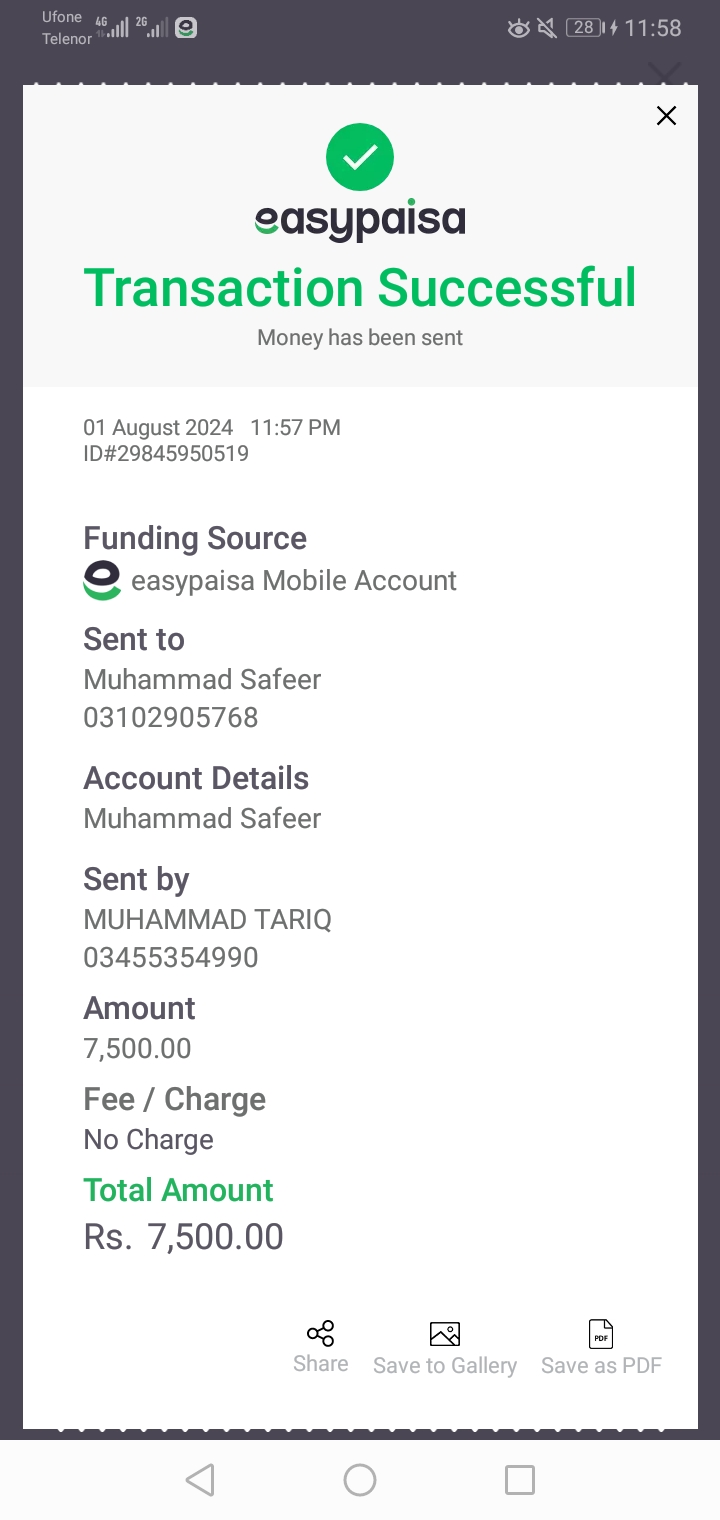 Ufone 4G 2G
Telenor
28 11:58
easypaisa
Transaction Successful
Money has been sent
01 August 2024 11:57 PM
ID#29845950519
Funding Source
easypaisa Mobile Account
Sent to
Muhammad Safeer
03102905768
Account Details
Muhammad Safeer
Sent by
MUHAMMAD TARIQ
03455354990
Amount
7,500.00
Fee / Charge
No Charge
Total Amount
Rs. 7,500.00
PDF
Share Save to Gallery Save as PDF